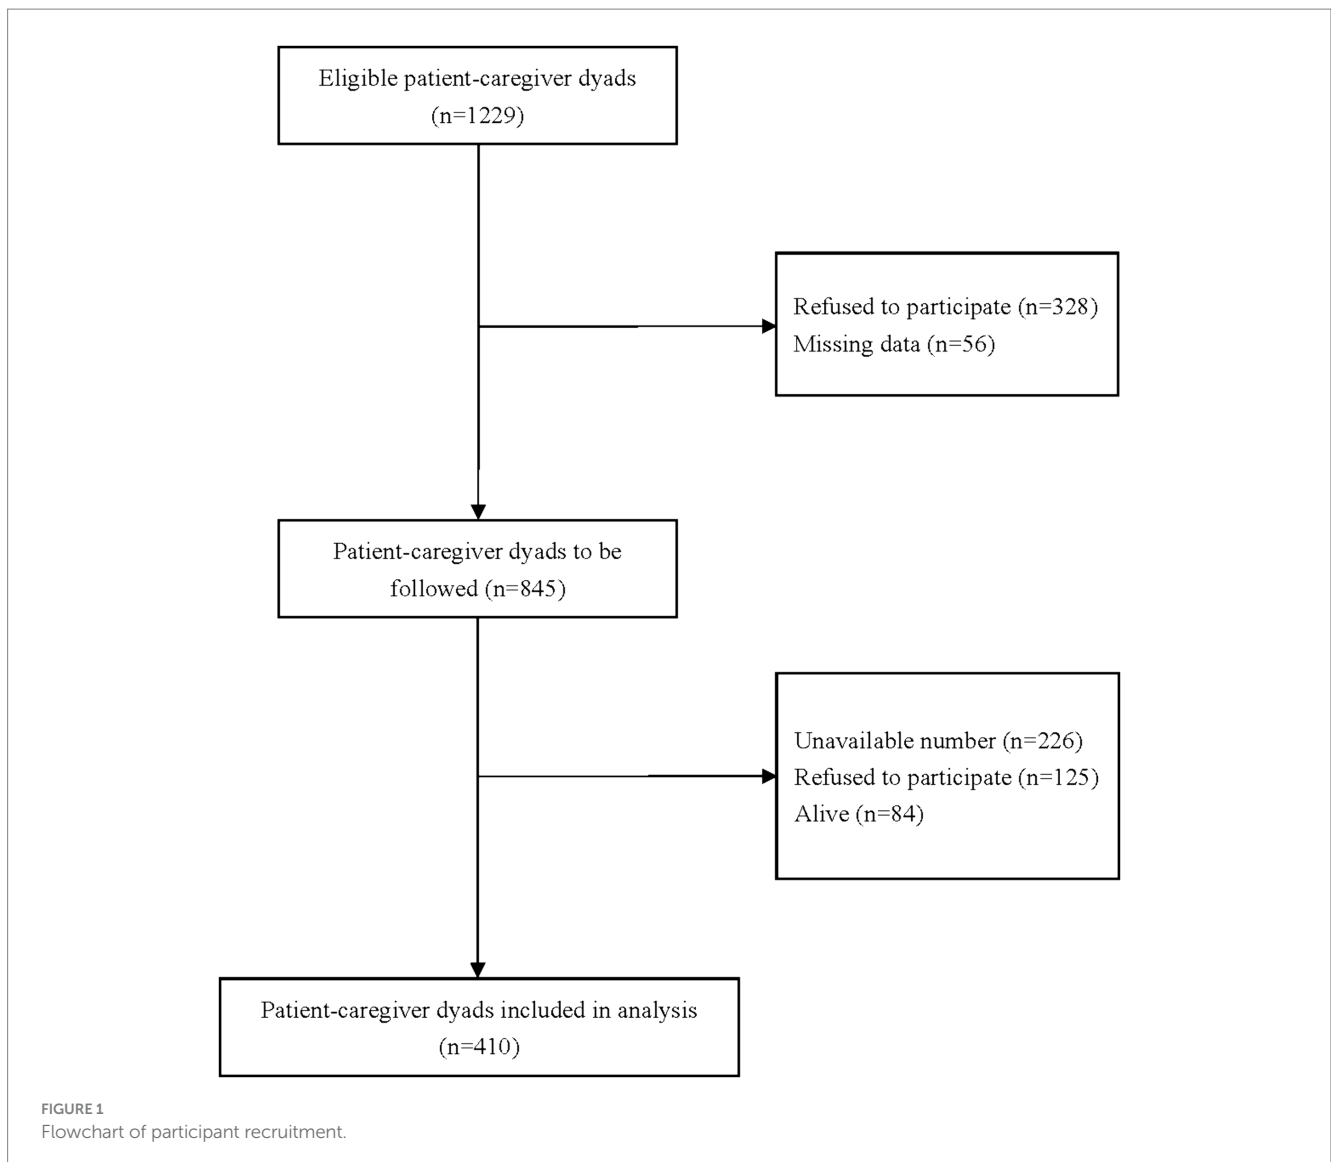 Eligible patient-caregiver dyads
(n=1229)
Refused to participate (n=328)
Missing data (n=56)
Patient-caregiver dyads to be
followed (n=845)
Unavailable number (n=226)
Refused to participate (n=125)
Alive (n=84)
Patient-caregiver dyads included in analysis
(n=410)
FIGURE 1
Flowchart of participant recruitment.